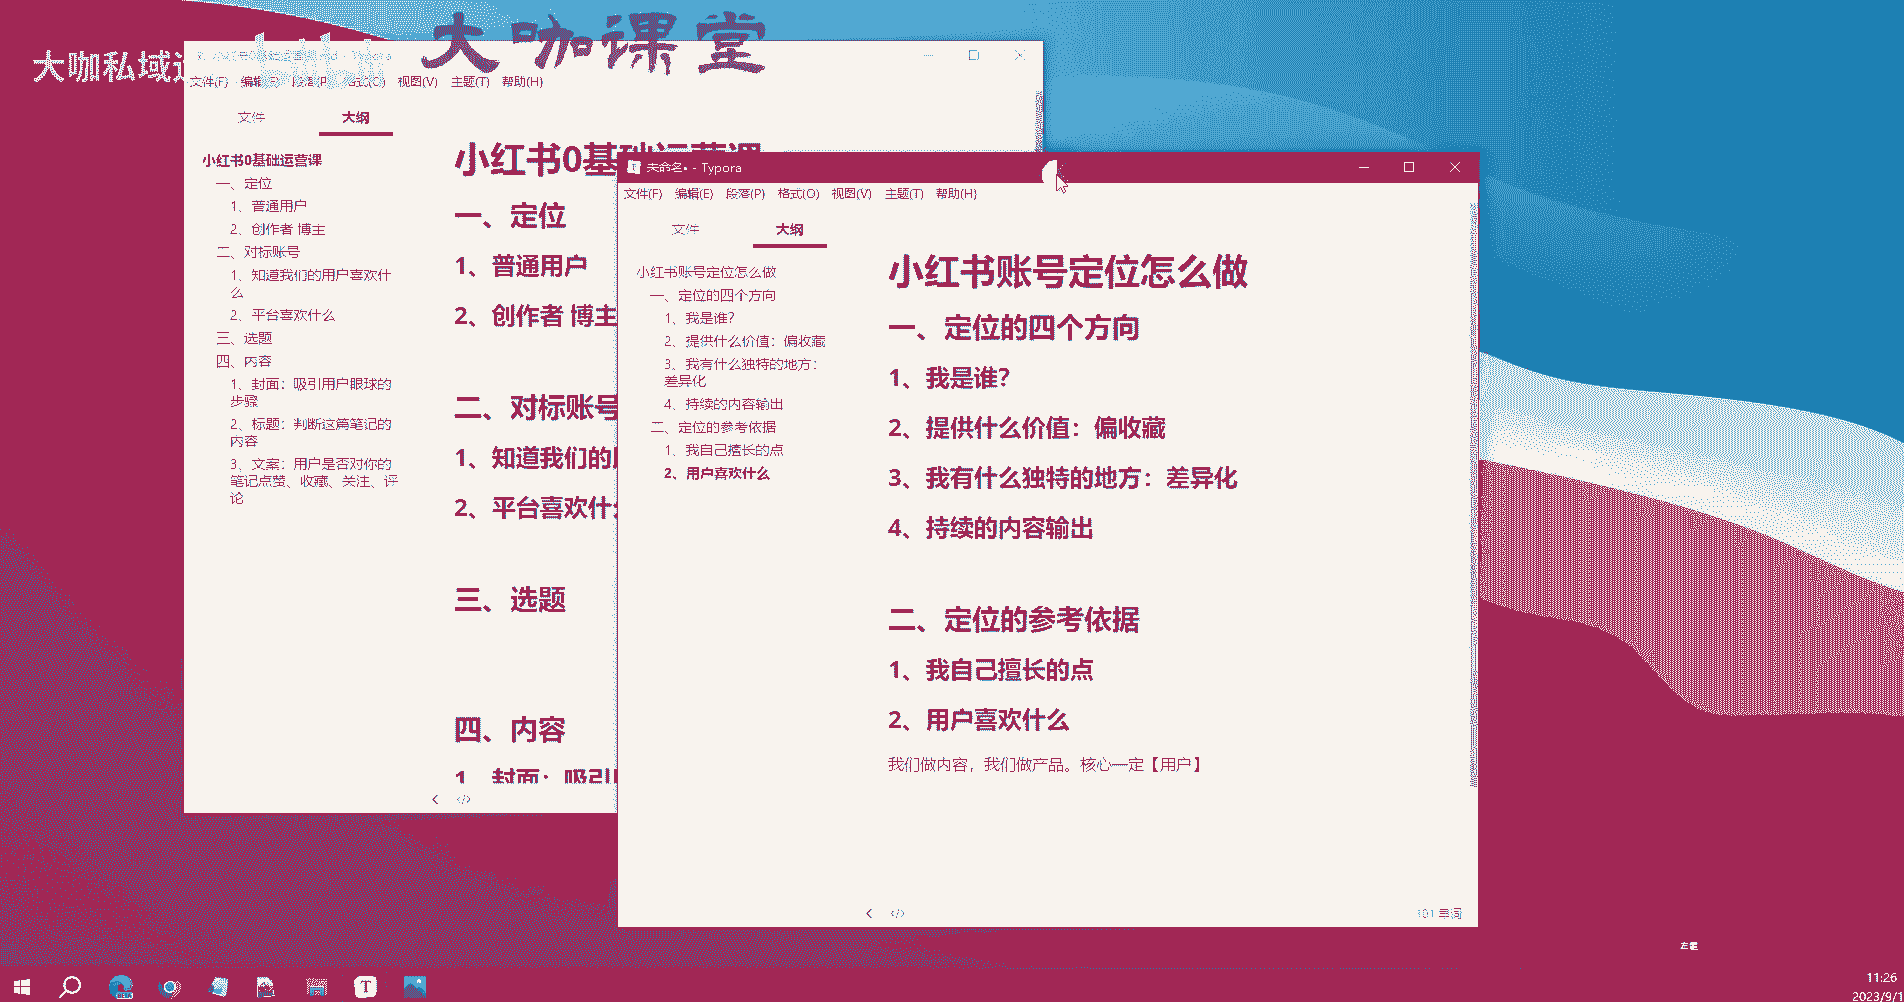 大咖课堂
大咖私域运
文件(F) 编辑(E) 段落(P) 格式(O) 视图(V) 主题(T) 帮助(H)
文件 大纲
小红书0基础运营课
一、定位
1、普通用户
2、创作者 博主
二、对标账号
1、知道我们的用户喜欢什
么
2、平台喜欢什么
三、选题
四、内容
1、封面：吸引用户眼球的
步骤
2、标题：判断这篇笔记的
内容
3、文案：用户是否对你的
笔记点赞、收藏、关注、评
论
小红书0基础运营课
一、定位
1、普通用户
2、创作者 博主
二、对标账号
1、知道我们的
2、平台喜欢什
三、选题
四、内容
1、封面：吸引
未命名• - Typora
文件(F) 编辑(E) 段落(P) 格式(O) 视图(V) 主题(T) 帮助(H)
文件 大纲
小红书账号定位怎么做
一、定位的四个方向
1、我是谁？
2、提供什么价值：偏收藏
3、我有什么独特的地方：
差异化
4、持续的内容输出
二、定位的参考依据
1、我自己擅长的点
2、用户喜欢什么
小红书账号定位怎么做
一、定位的四个方向
1、我是谁？
2、提供什么价值：偏收藏
3、我有什么独特的地方：差异化
4、持续的内容输出
二、定位的参考依据
1、我自己擅长的点
2、用户喜欢什么
我们做内容，我们做产品。核心一定【用户】
101 单词
左键
11:26
2023/9/1